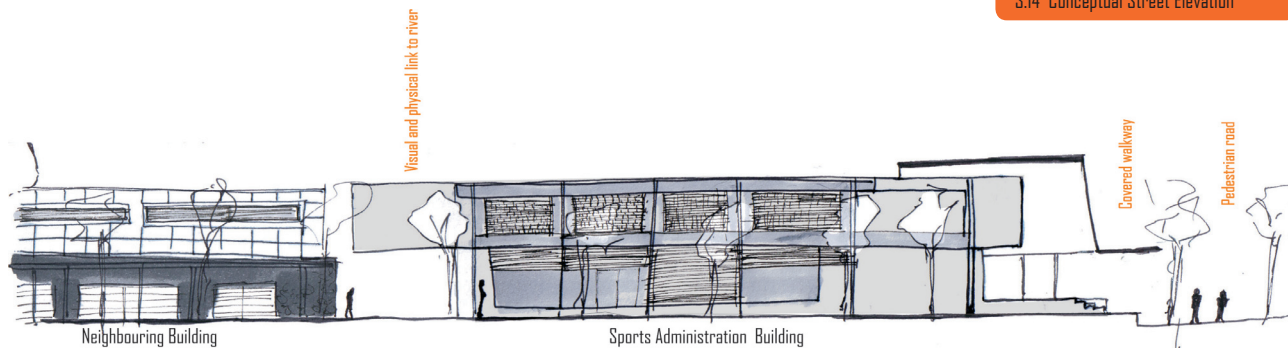 3.14 Conceptual Street Elevation
Visual and physical link to river
Covered walkway
Pedestrian road
Neighbouring Building
Sports Administration Building